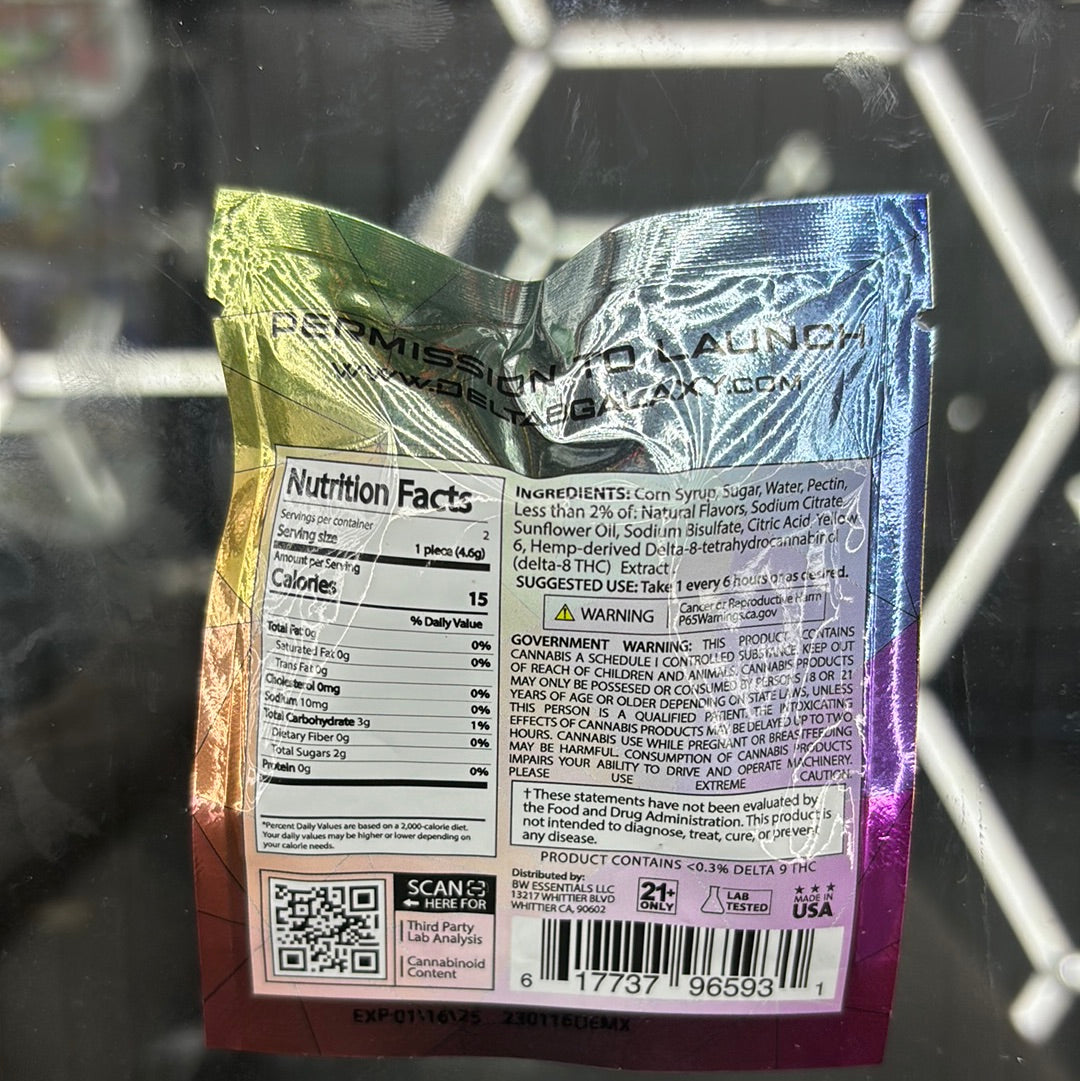 PERMISSION TO LAUNCH
WWW.DELTA8GALAXY.COM
Nutrition Facts
Servings per container 2
Serving size 1 piece (4.6g)
Amount per Serving
Calories 15
% Daily Value
Total Fat 0g 0%
Saturated Fat 0g 0%
Trans Fat 0g
Cholesterol 0mg 0%
Sodium 10mg 0%
Total Carbohydrate 3g 1%
Dietary Fiber 0g 0%
Total Sugars 2g
Protein 0g 0%
*Percent Daily Values are based on a 2,000-calorie diet.
Your daily values may be higher or lower depending on
your calorie needs.
SCAN
HERE FOR
Third Party
Lab Analysis
Cannabinoid
Content
INGREDIENTS: Corn Syrup, Sugar, Water, Pectin,
Less than 2% of: Natural Flavors, Sodium Citrate
Sunflower Oil, Sodium Bisulfate, Citric Acid Yellow
6, Hemp-derived Delta-8-tetrahydrocannabinol
(delta-8 THC) Extract
SUGGESTED USE: Take 1 every 6 hours or as desired.
WARNING
Cancer or Reproductive Harm
P65Warnings.ca.gov
GOVERNMENT WARNING: THIS PRODUCT CONTAINS
CANNABIS A SCHEDULE I CONTROLLED SUBSTANCE. KEEP OUT
OF REACH OF CHILDREN AND ANIMALS. CANNABIS PRODUCTS
MAY ONLY BE POSSESED OR CONSUMED BY PERSONS 18 OR 21
YEARS OF AGE OR OLDER DEPENDING ON STATE LAWS, UNLESS
THIS PERSON IS A QUALIFIED PATIENT. THE INTOXICATING
EFFECTS OF CANNABIS PRODUCTS MAY BE DELAYED UP TO TWO
HOURS. CANNABIS USE WHILE PREGNANT OR BREASTFEEDING
MAY BE HARMFUL. CONSUMPTION OF CANNABIS PRODUCTS
IMPAIRS YOUR ABILITY TO DRIVE AND OPERATE MACHINERY.
PLEASE USE EXTREME CAUTION.
†These statements have not been evaluated by
the Food and Drug Administration. This product is
not intended to diagnose, treat, cure, or prevent
any disease.
PRODUCT CONTAINS <0.3% DELTA 9 THC
Distributed by:
BW ESSENTIALS LLC
13217 WHITTIER BLVD
WHITTIER CA, 90602
21+
ONLY
LAB
TESTED
MADE IN
USA
6 17737 96593 1
EXP 01\16\25